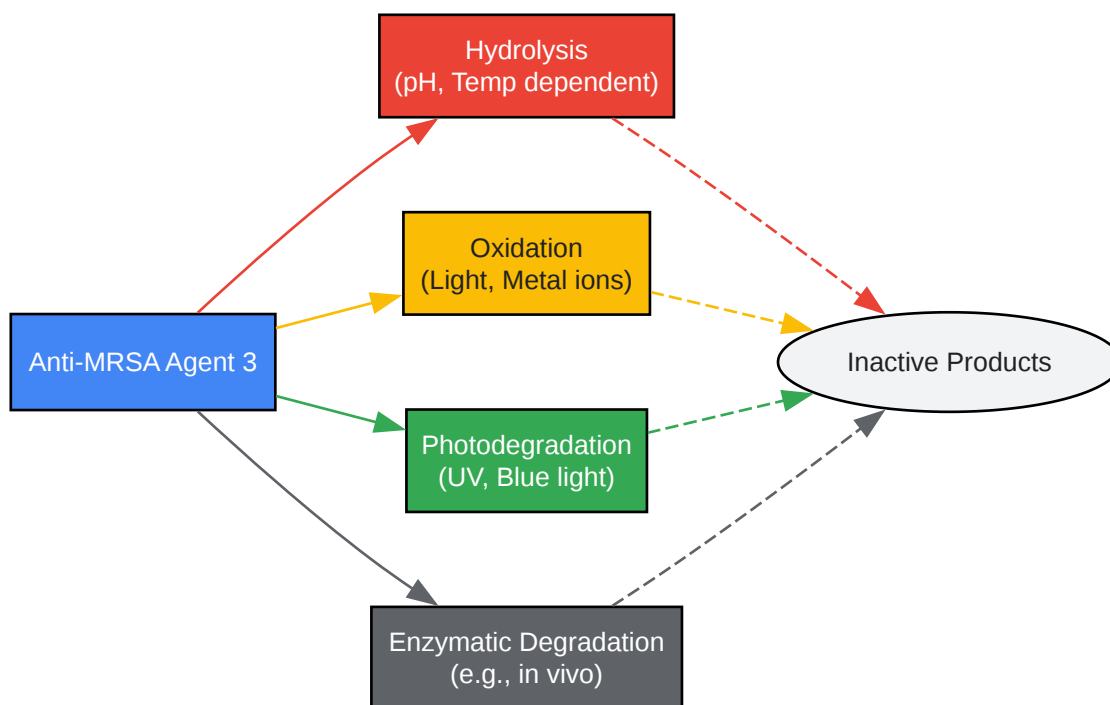 Hydrolysis
(pH, Temp dependent)
Oxidation
(Light, Metal ions)
Anti-MRSA Agent 3
Inactive Products
Photodegradation
(UV, Blue light)
Enzymatic Degradation
(e.g., in vivo)